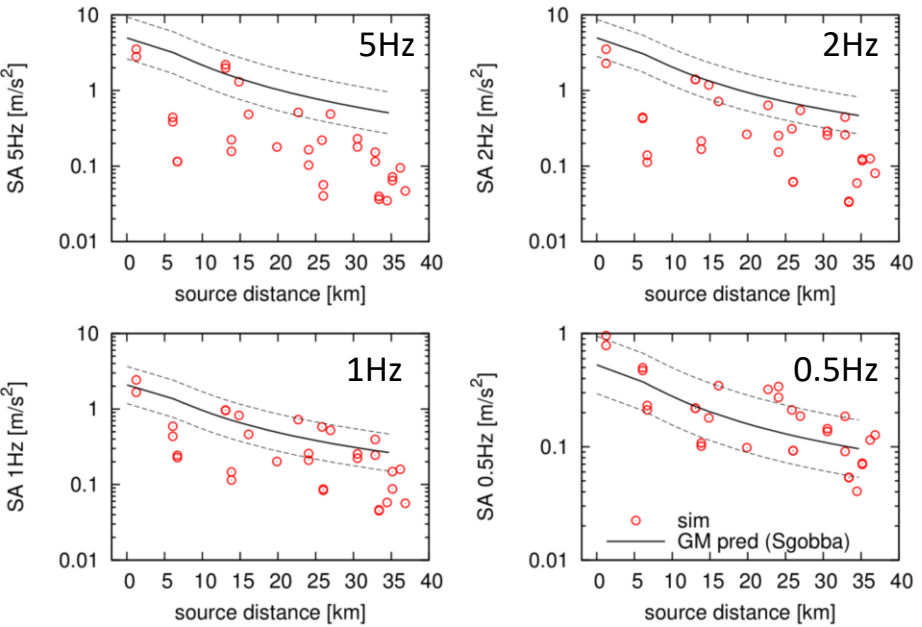 5Hz
SA 5Hz [m/s²]
10
1
0.1
0.01
0 5 10 15 20 25 30 35 40
source distance [km]
2Hz
SA 2Hz [m/s²]
10
1
0.1
0.01
0 5 10 15 20 25 30 35 40
source distance [km]
1Hz
SA 1Hz [m/s²]
10
1
0.1
0.01
0 5 10 15 20 25 30 35 40
source distance [km]
0.5Hz
SA 0.5Hz [m/s²]
1
0.1
0.01
sim
GM pred (Sgobba)
0 5 10 15 20 25 30 35 40
source distance [km]